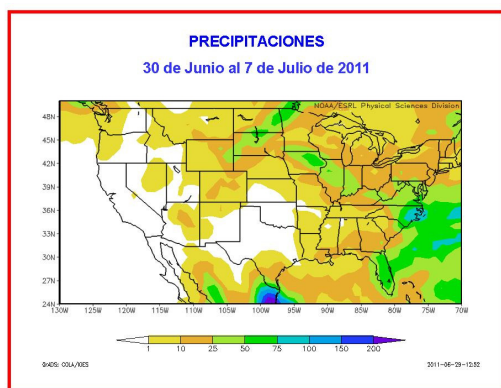 PRECIPITACIONES
30 de Junio al 7 de Julio de 2011
NOAA/ESRL Physical Sciences Division
48N
45N
42N
39N
36N
33N
30N
27N
24N
130W 125W 120W 115W 110W 105W 100W 95W 90W 85W 80W 75W 70W
1 10 25 50 75 100 150 200
GrADS: COLA/IGES
2011-06-29-12:52